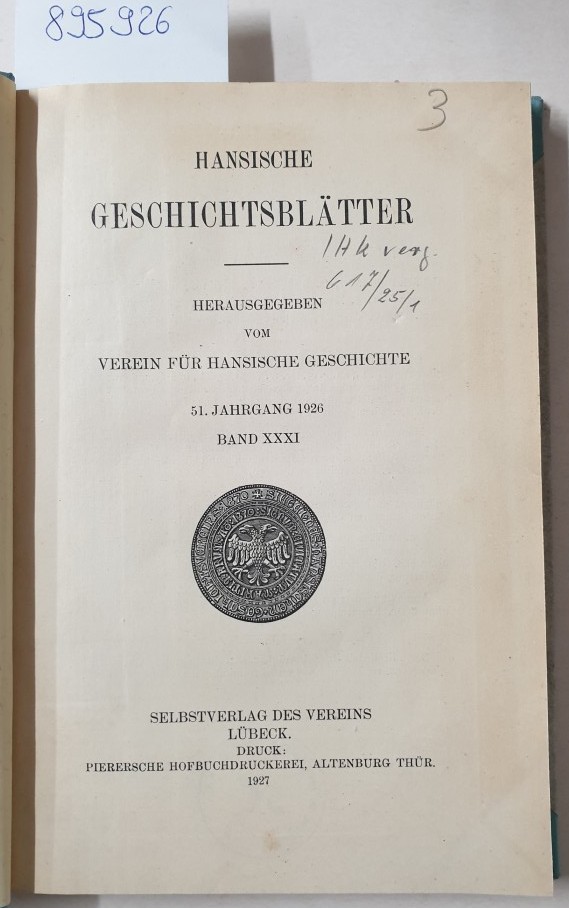 895926
3
HANSISCHE
GESCHICHTSBLÄTTER
HERAUSGEGEBEN
VOM
VEREIN FÜR HANSISCHE GESCHICHTE
51. JAHRGANG 1926
BAND XXXI
SELBSTVERLAG DES VEREINS
LÜBECK.
DRUCK:
PIERERSCHE HOFBUCHDRUCKEREI, ALTENBURG THÜR.
1927